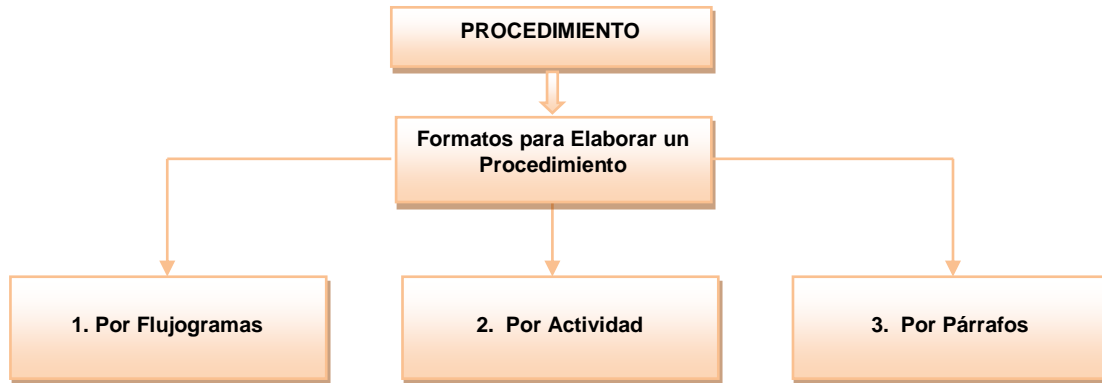 PROCEDIMIENTO
Formatos para Elaborar un
Procedimiento
1. Por Flujogramas
2. Por Actividad
3. Por Párrafos